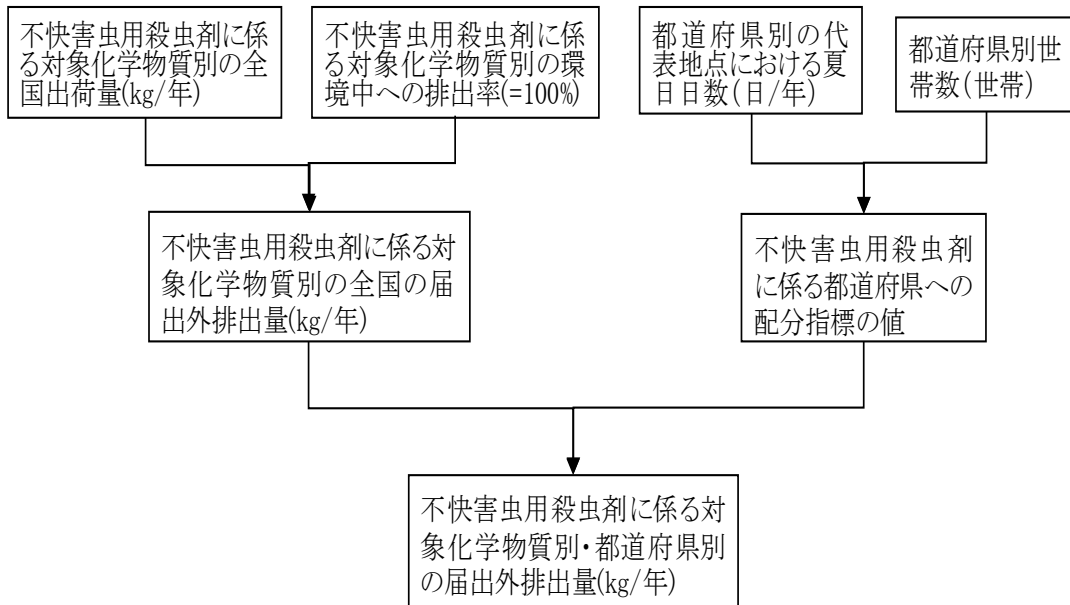 不快害虫用殺虫剤に係
る対象化学物質別の全
国出荷量(kg/年)
不快害虫用殺虫剤に係
る対象化学物質別の環
境中への排出率(=100%)
都道府県別の代
表地点における夏
日日数(日/年)
都道府県別世
帯数(世帯)
不快害虫用殺虫剤に係る対
象化学物質別の全国の届
出外排出量(kg/年)
不快害虫用殺虫剤
に係る都道府県への
配分指標の値
不快害虫用殺虫剤に係る対
象化学物質別・都道府県別
の届出外排出量(kg/年)